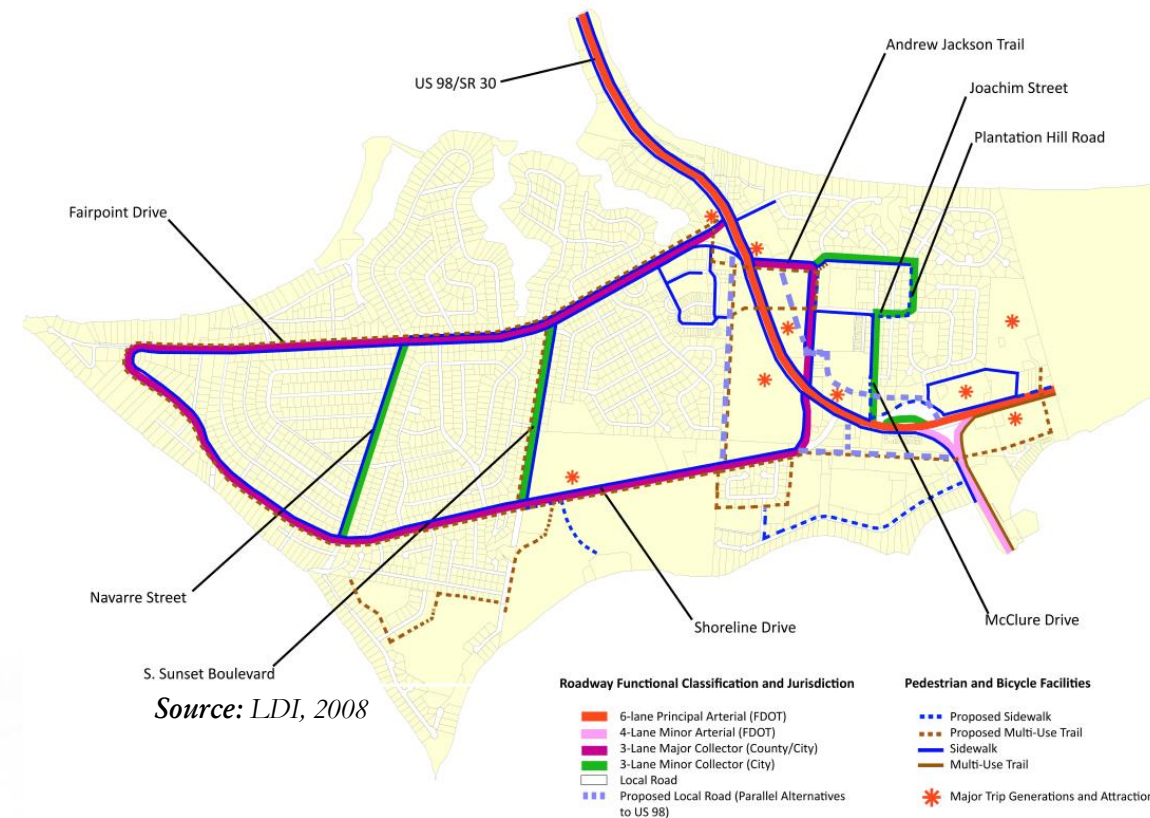 Andrew Jackson Trail
US 98/SR 30
Joachim Street
Plantation Hill Road
Fairpoint Drive
Navarre Street
Shoreline Drive
McClure Drive
S. Sunset Boulevard
Source: LDI, 2008
Roadway Functional Classification and Jurisdiction
6-lane Principal Arterial (FDOT)
4-Lane Minor Arterial (FDOT)
3-Lane Major Collector (County/City)
3-Lane Minor Collector (City)
Local Road
Proposed Local Road (Parallel Alternatives
to US 98)
Pedestrian and Bicycle Facilities
Proposed Sidewalk
Proposed Multi-Use Trail
Sidewalk
Multi-Use Trail
Major Trip Generations and Attraction